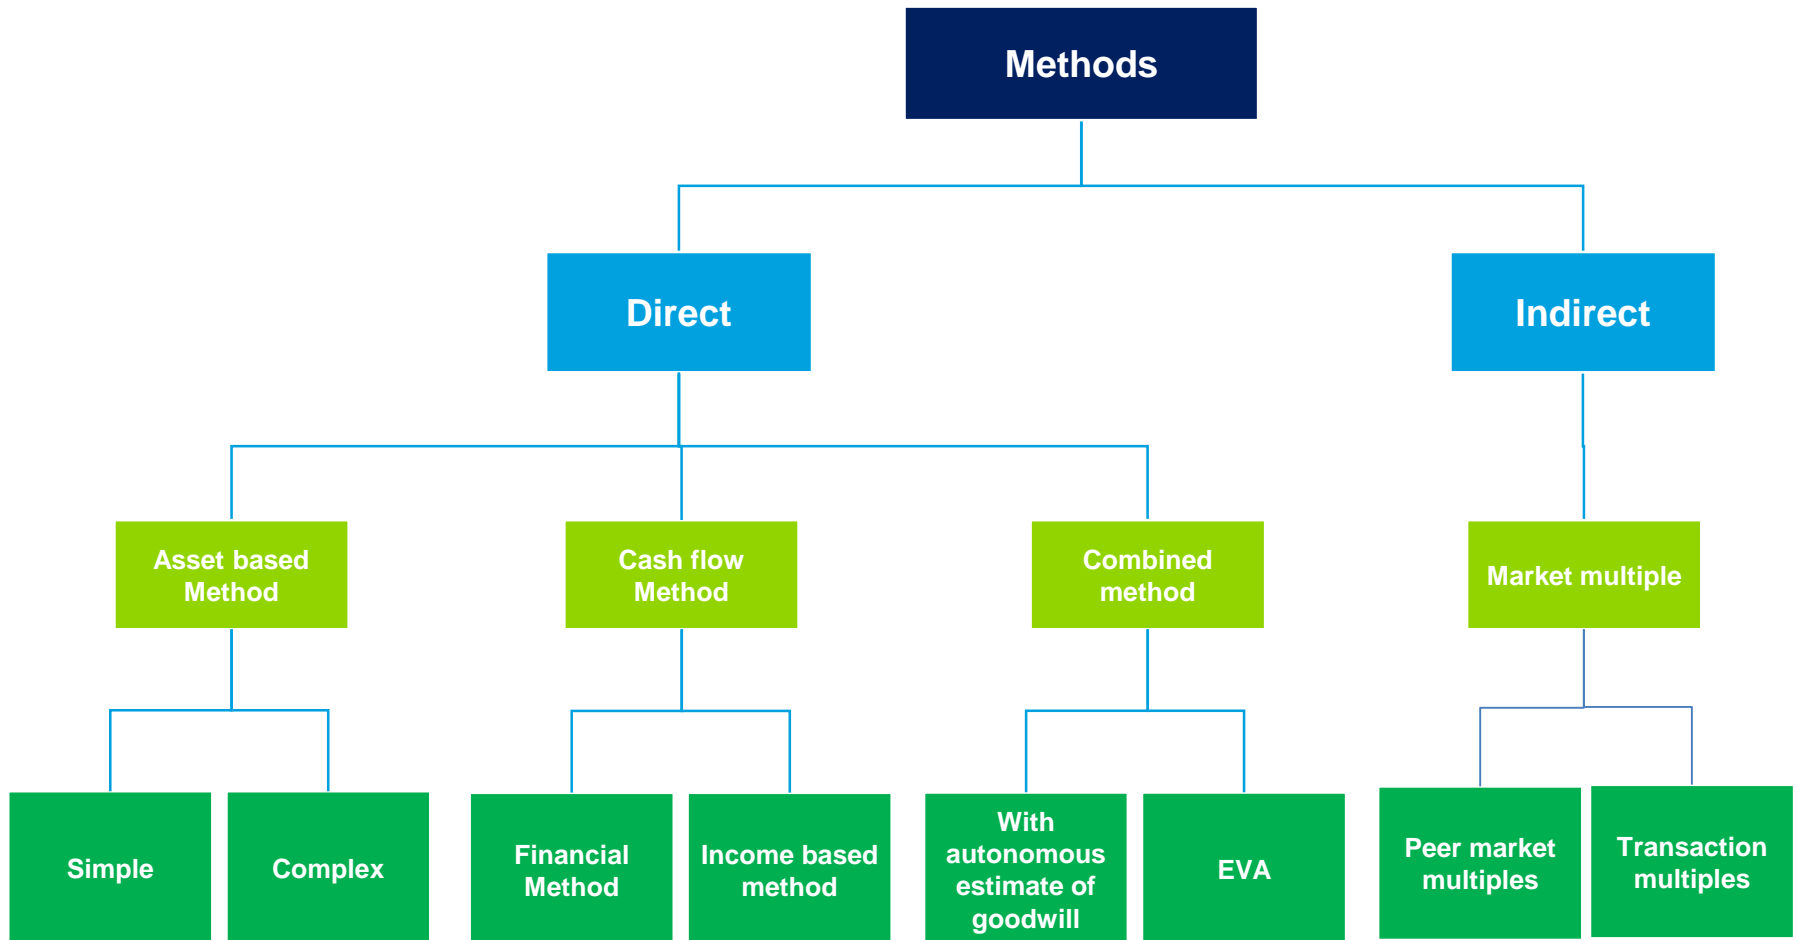 Methods
Direct
Indirect
Asset based
Method
Cash flow
Method
Combined
method
Market multiple
Simple
Complex
Financial
Method
Income based
method
With
autonomous
estimate of
goodwill
EVA
Peer market
multiples
Transaction
multiples